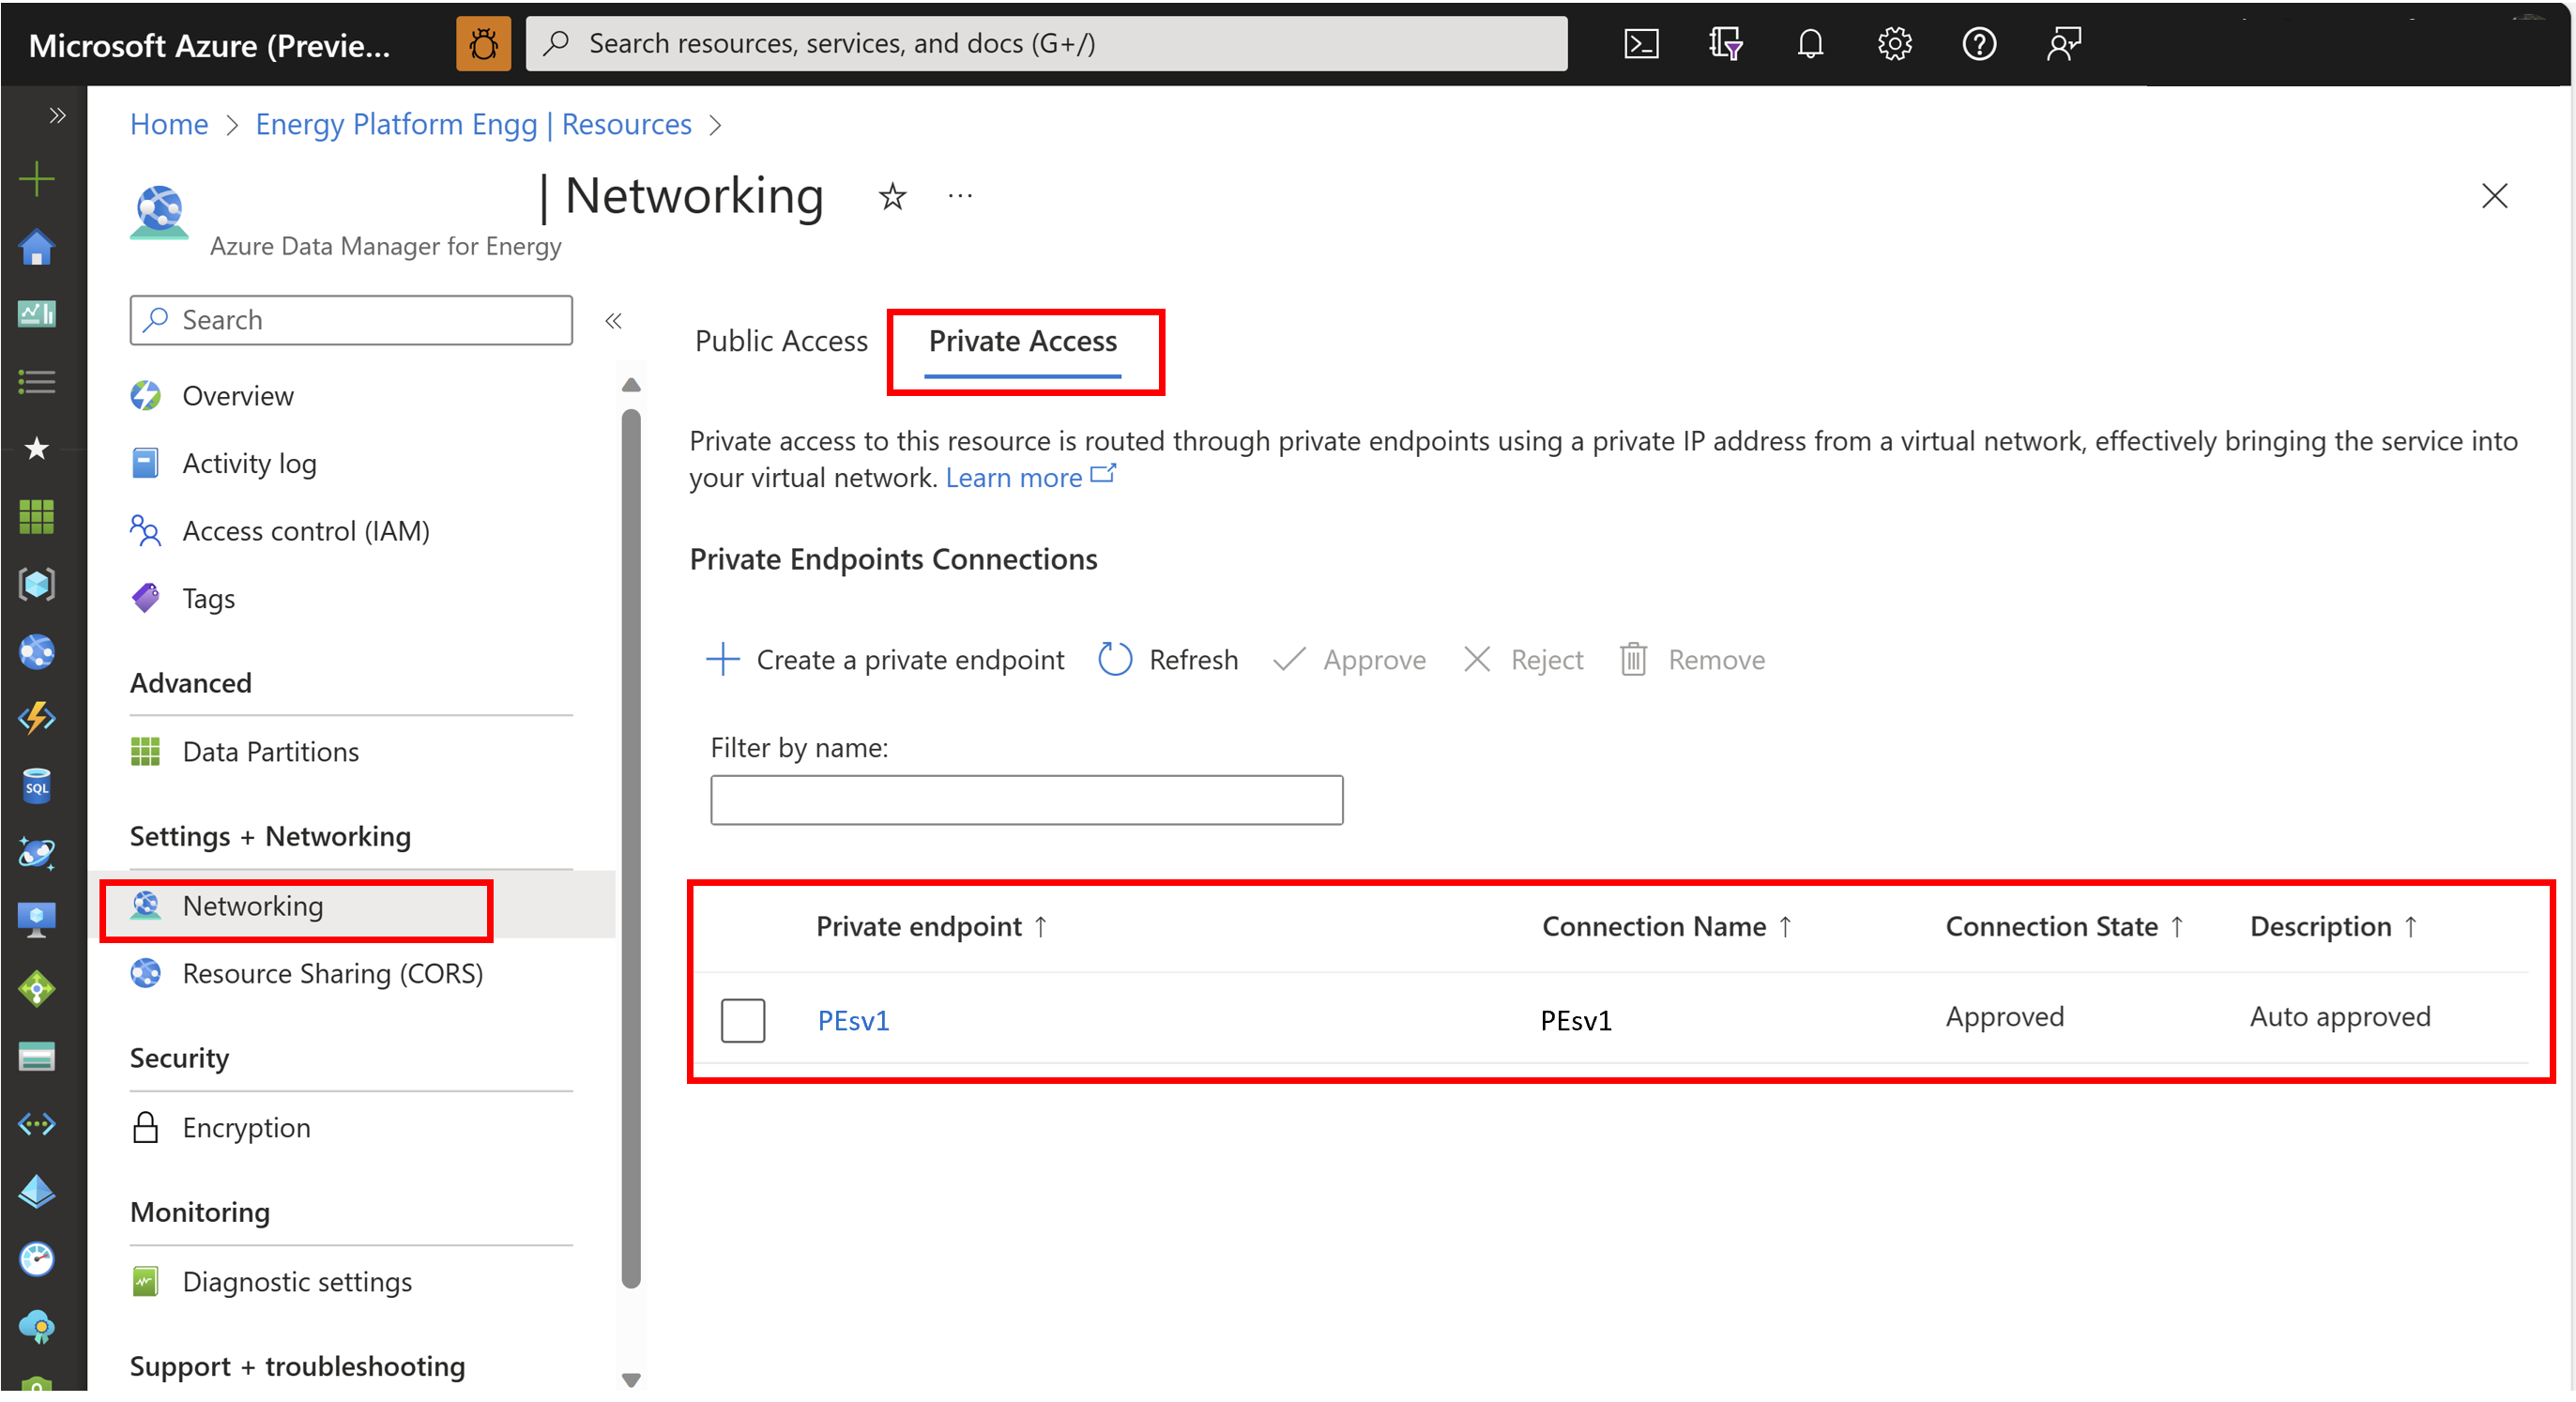 Microsoft Azure (Previe...
Search resources, services, and docs (G+/)
Home > Energy Platform Engg | Resources >
| Networking
...
Azure Data Manager for Energy
Search
Overview
Activity log
Access control (IAM)
Tags
Advanced
Data Partitions
Settings + Networking
Networking
Resource Sharing (CORS)
Security
Encryption
Monitoring
Diagnostic settings
Support + troubleshooting
SQL
Public Access
Private Access
Private access to this resource is routed through private endpoints using a private IP address from a virtual network, effectively bringing the service into
your virtual network. Learn more
Private Endpoints Connections
Create a private endpoint
Refresh
Approve
Reject
Remove
Filter by name:
Private endpoint ↑ Connection Name ↑ Connection State ↑ Description ↑
PEsv1 PEsv1 Approved Auto approved